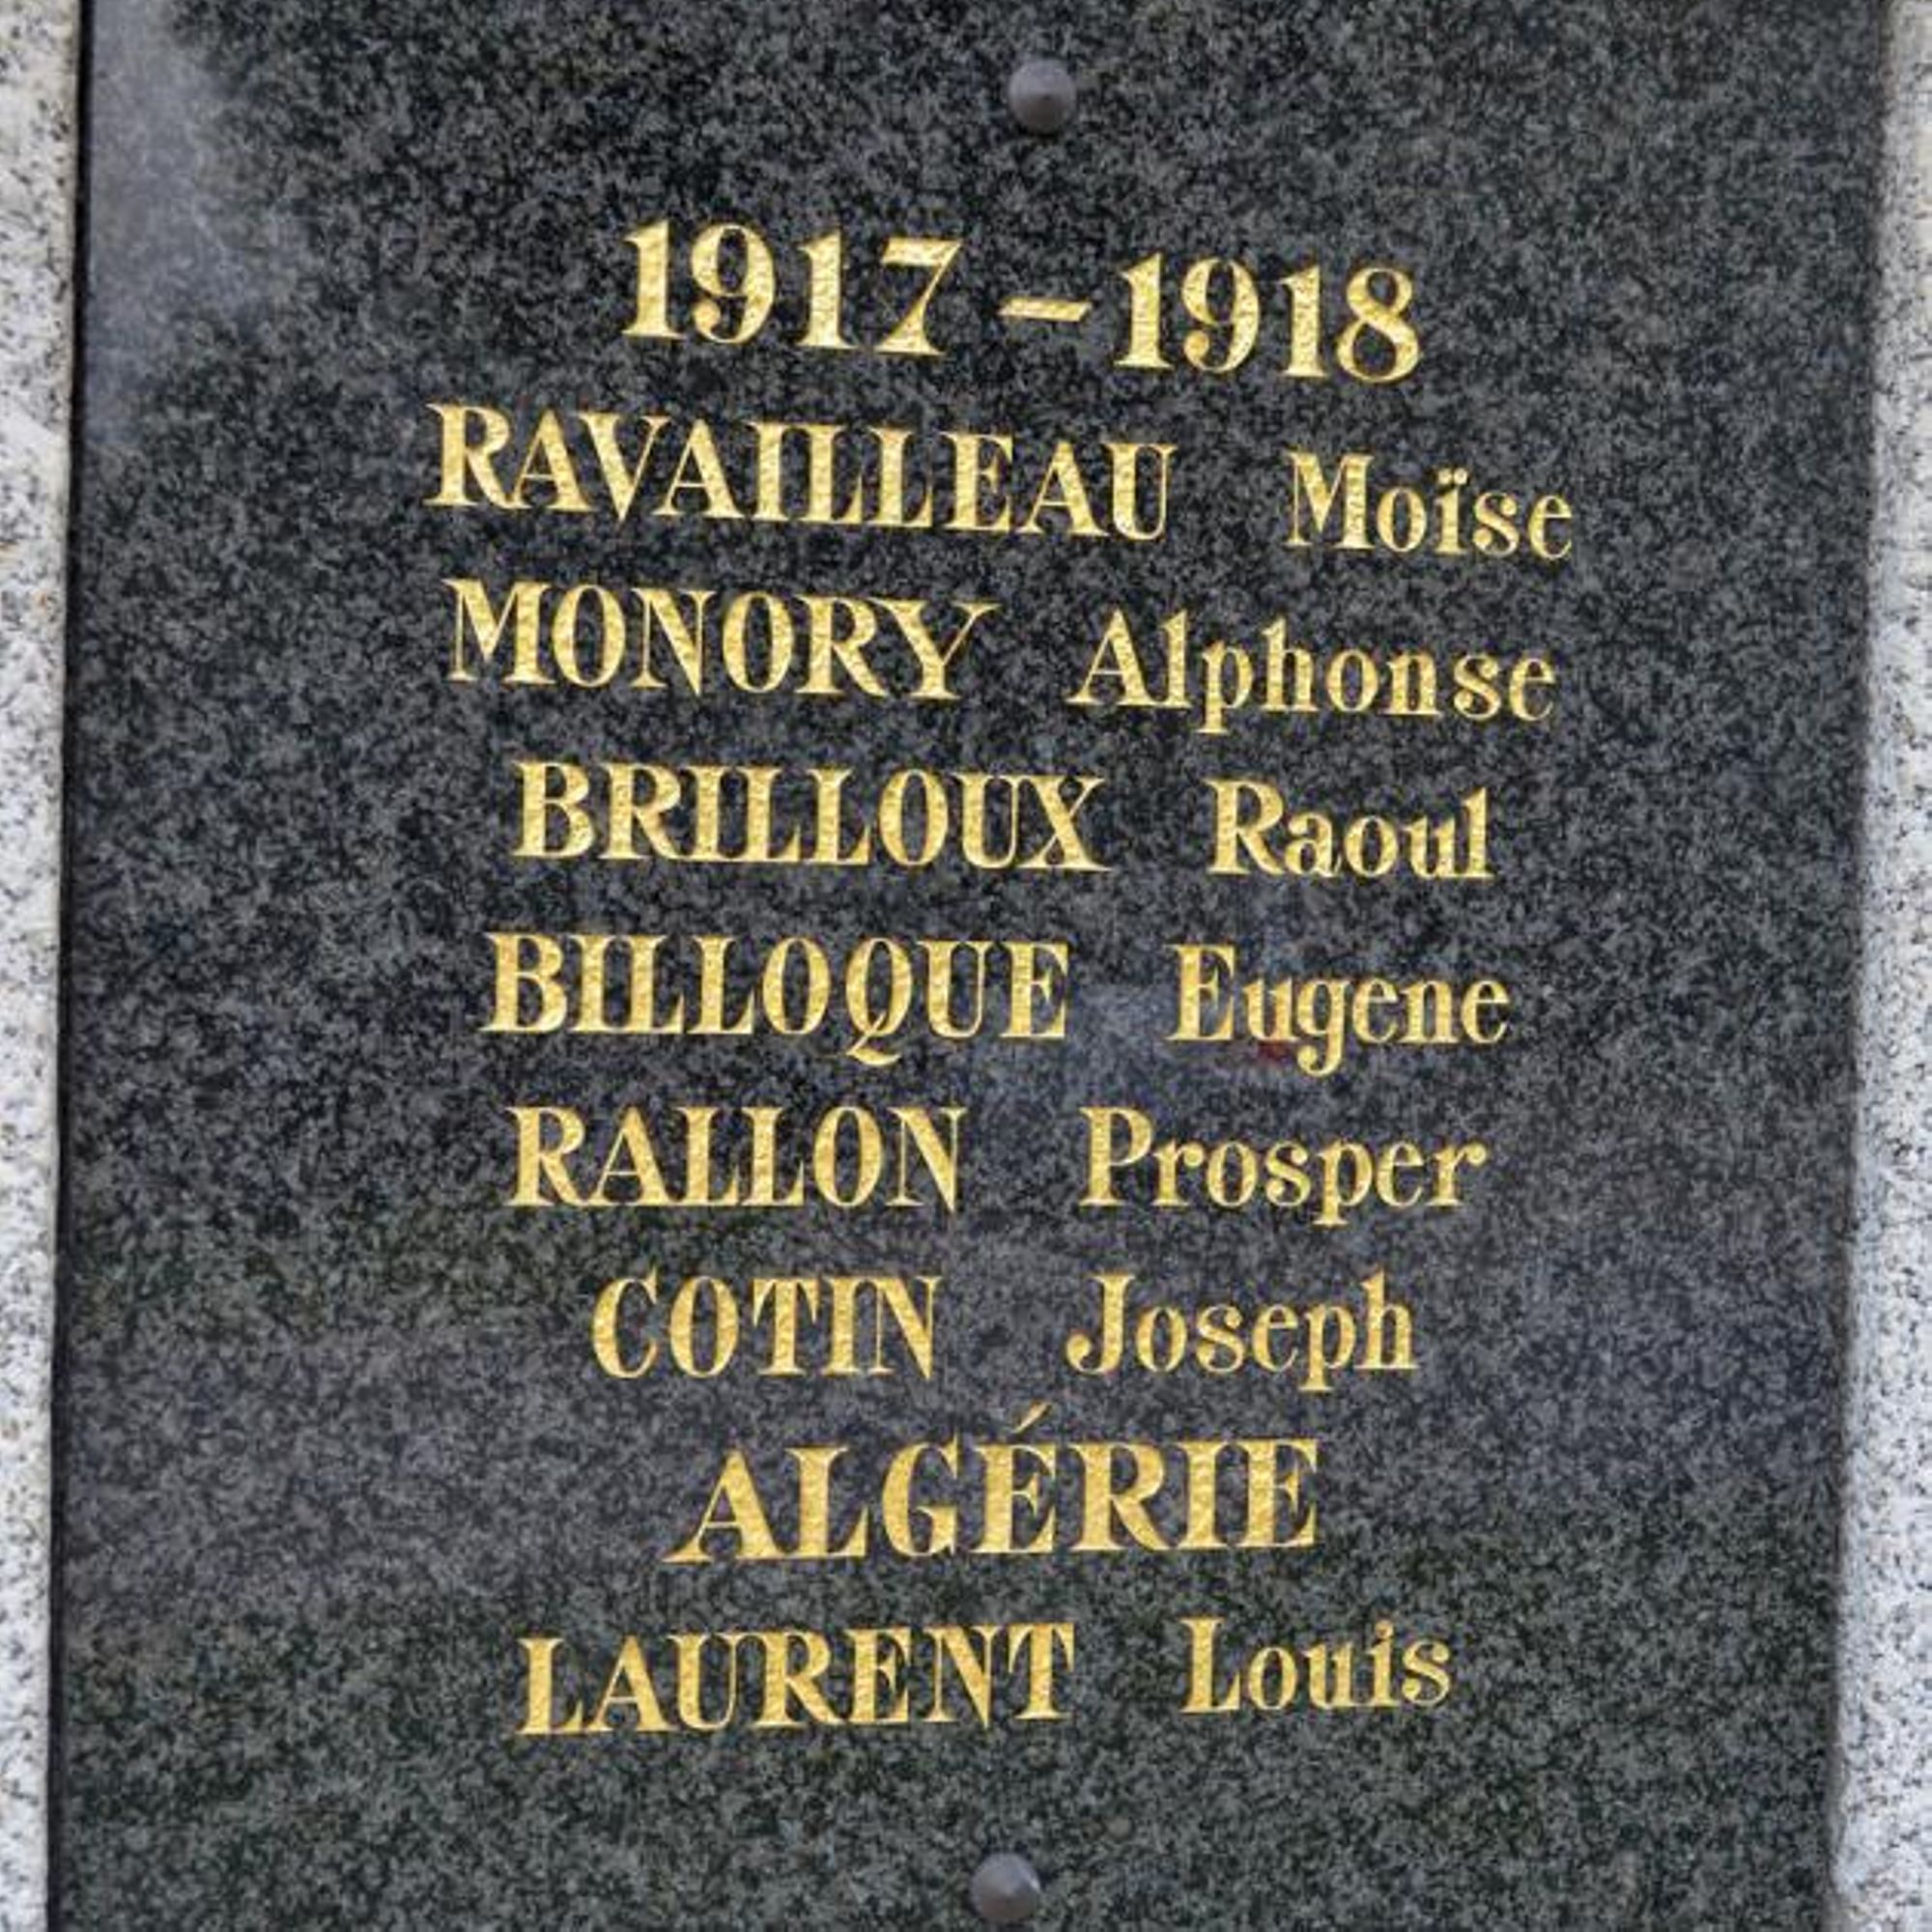 1917 - 1918
RAVAILLEAU Moïse
MONORY Alphonse
BRILLOUX Raoul
BILLOQUE Eugene
RALLON Prosper
COTIN Joseph
ALGÉRIE
LAURENT Louis